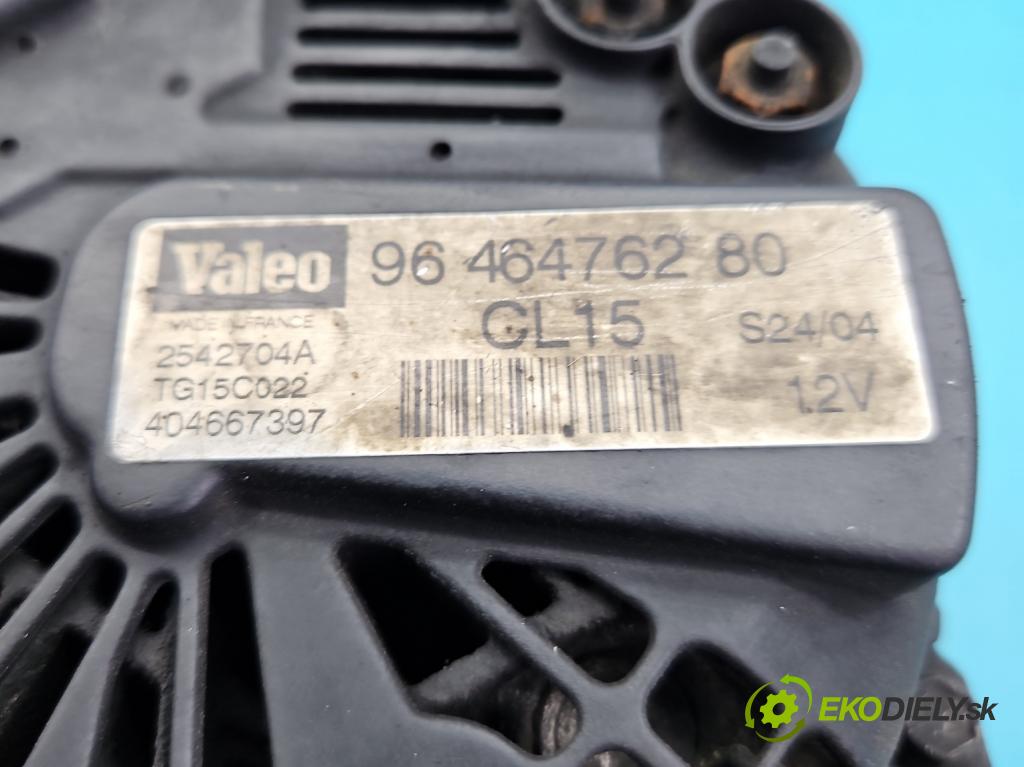 Valeo
96 464762 80
MADE IN FRANCE
CL15
S24/04
2542704A
TG15C022
12V
404667397
EKODIELY.sk